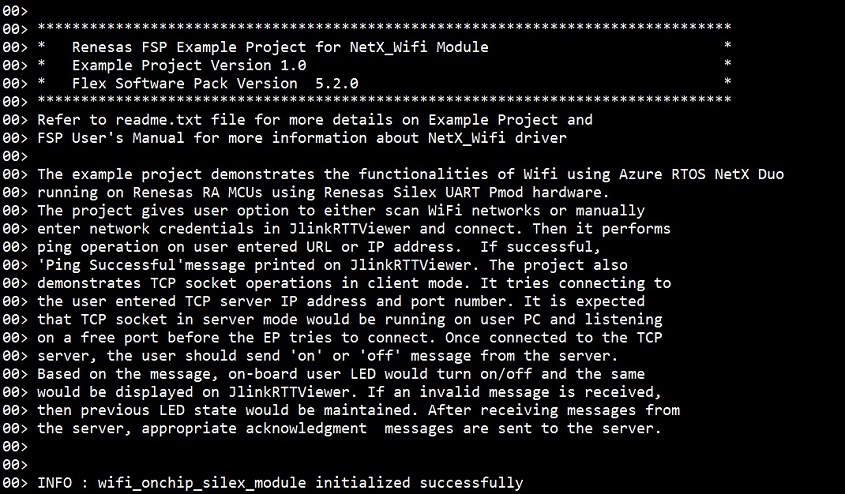 00>
00> ********************************************************************************
00> *   Renesas FSP Example Project for NetX_Wifi Module                           *
00> *   Example Project Version 1.0                                                *
00> *   Flex Software Pack Version  5.2.0                                          *
00> ********************************************************************************
00> Refer to readme.txt file for more details on Example Project and
00> FSP User's Manual for more information about NetX_Wifi driver
00>
00> The example project demonstrates the functionalities of Wifi using Azure RTOS NetX Duo
00> running on Renesas RA MCUs using Renesas Silex UART Pmod hardware.
00> The project gives user option to either scan WiFi networks or manually
00> enter network credentials in JlinkRTTViewer and connect. Then it performs
00> ping operation on user entered URL or IP address.  If successful,
00> 'Ping Successful'message printed on JlinkRTTViewer. The project also
00> demonstrates TCP socket operations in client mode. It tries connecting to
00> the user entered TCP server IP address and port number. It is expected
00> that TCP socket in server mode would be running on user PC and listening
00> on a free port before the EP tries to connect. Once connected to the TCP
00> server, the user should send 'on' or 'off' message from the server.
00> Based on the message, on-board user LED would turn on/off and the same
00> would be displayed on JlinkRTTViewer. If an invalid message is received,
00> then previous LED state would be maintained. After receiving messages from
00> the server, appropriate acknowledgment  messages are sent to the server.
00>
00>
00> INFO : wifi_onchip_silex_module initialized successfully